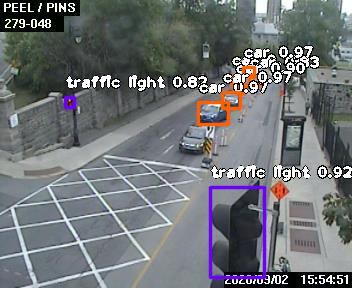 PEEL / PINS
279-048
car 0.97
car 0.97
car 0.97
traffic light 0.82
traffic light 0.92
2020/09/02 15:54:51